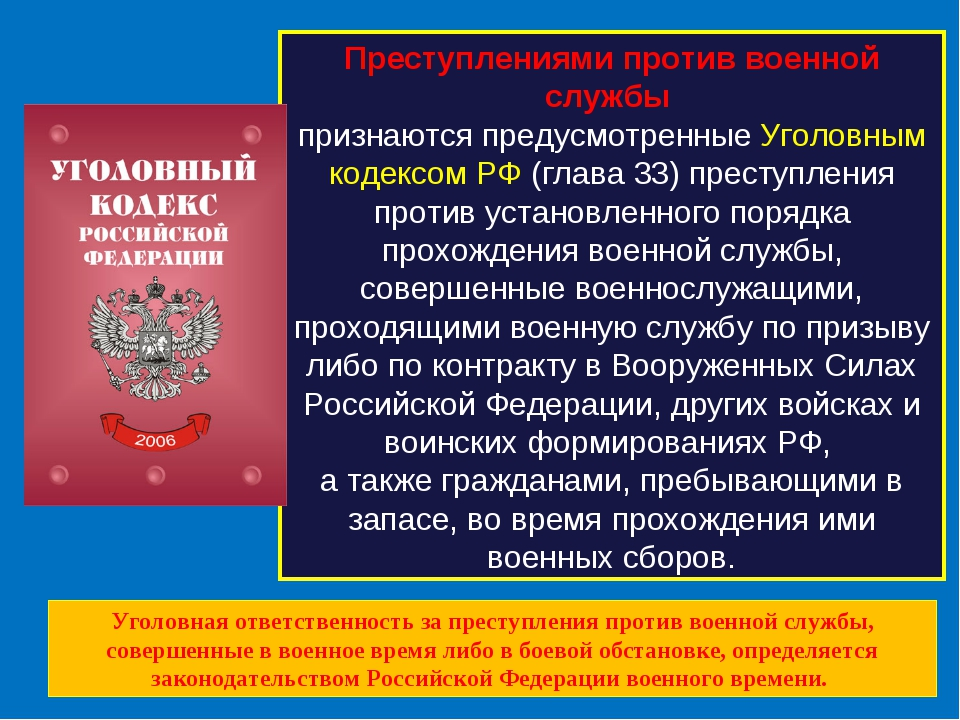 Преступлениями против военной
службы
признаются предусмотренные Уголовным
кодексом РФ (глава 33) преступления
против установленного порядка
прохождения военной службы,
совершенные военнослужащими,
проходящими военную службу по призыву
либо по контракту в Вооруженных Силах
Российской Федерации, других войсках и
воинских формированиях РФ,
а также гражданами, пребывающими в
запасе, во время прохождения ими
военных сборов.
УГОЛОВНЫЙ
КОДЕКС
РОССИЙСКОЙ
ФЕДЕРАЦИИ
2006
Уголовная ответственность за преступления против военной службы,
совершенные в военное время либо в боевой обстановке, определяется
законодательством Российской Федерации военного времени.